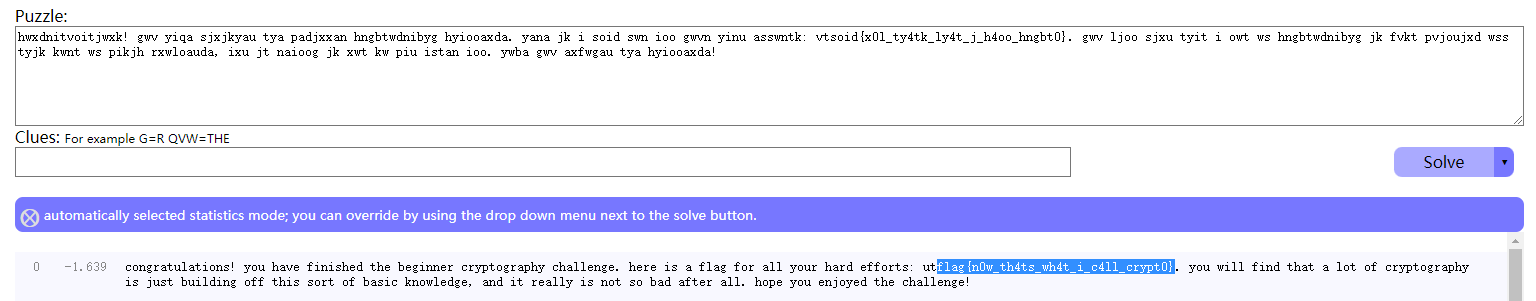 Puzzle:
hwxdnitvoitjwxk! gwv yiqa sjxjkyau tya padjxxan hngbtwdnibyg hyiooaxda. yana jk i soid swn ioo gwvn yinu asswntk: vtsoid{x0l_ty4tk_ly4t_j_h4oo_hngbt0}. gwv ljoo sjxu tyit i owt ws hngbtwdnibyg jk fvkt pvjoujxd wss
tyjk kwnt ws pikjh rxwloauda, ixu jt naioog jk xwt kw piu istan ioo. ywba gwv axfwgau tya hyiooaxda!
Clues: For example G=R QVW=THE
Solve ▾
automatically selected statistics mode; you can override by using the drop down menu next to the solve button.
0 -1.639 congratulations! you have finished the beginner cryptography challenge. here is a flag for all your hard efforts: utflag{n0w_th4ts_wh4t_i_c4ll_crypt0}. you will find that a lot of cryptography
is just building off this sort of basic knowledge, and it really is not so bad after all. hope you enjoyed the challenge!